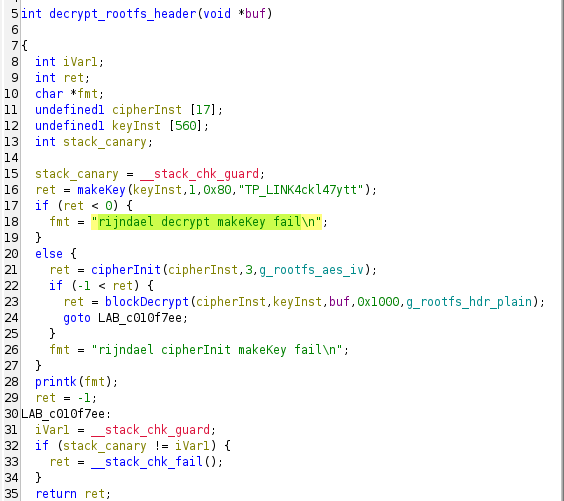 5 int decrypt_rootfs_header(void *buf)
6
7 {
8 int iVar1;
9 int ret;
10 char *fmt;
11 undefined1 cipherInst [17];
12 undefined1 keyInst [560];
13 int stack_canary;
14
15 stack_canary = __stack_chk_guard;
16 ret = makeKey(keyInst,1,0x80,"TP_LINK4ckl47ytt");
17 if (ret < 0) {
18 fmt = "rijndael decrypt makeKey fail\n";
19 }
20 else {
21 ret = cipherInit(cipherInst,3,g_rootfs_aes_iv);
22 if (-1 < ret) {
23 ret = blockDecrypt(cipherInst,keyInst,buf,0x1000,g_rootfs_hdr_plain);
24 goto LAB_c010f7ee;
25 }
26 fmt = "rijndael cipherInit makeKey fail\n";
27 }
28 printk(fmt);
29 ret = -1;
30 LAB_c010f7ee:
31 iVar1 = __stack_chk_guard;
32 if (stack_canary != iVar1) {
33 ret = __stack_chk_fail();
34 }
35 return ret;